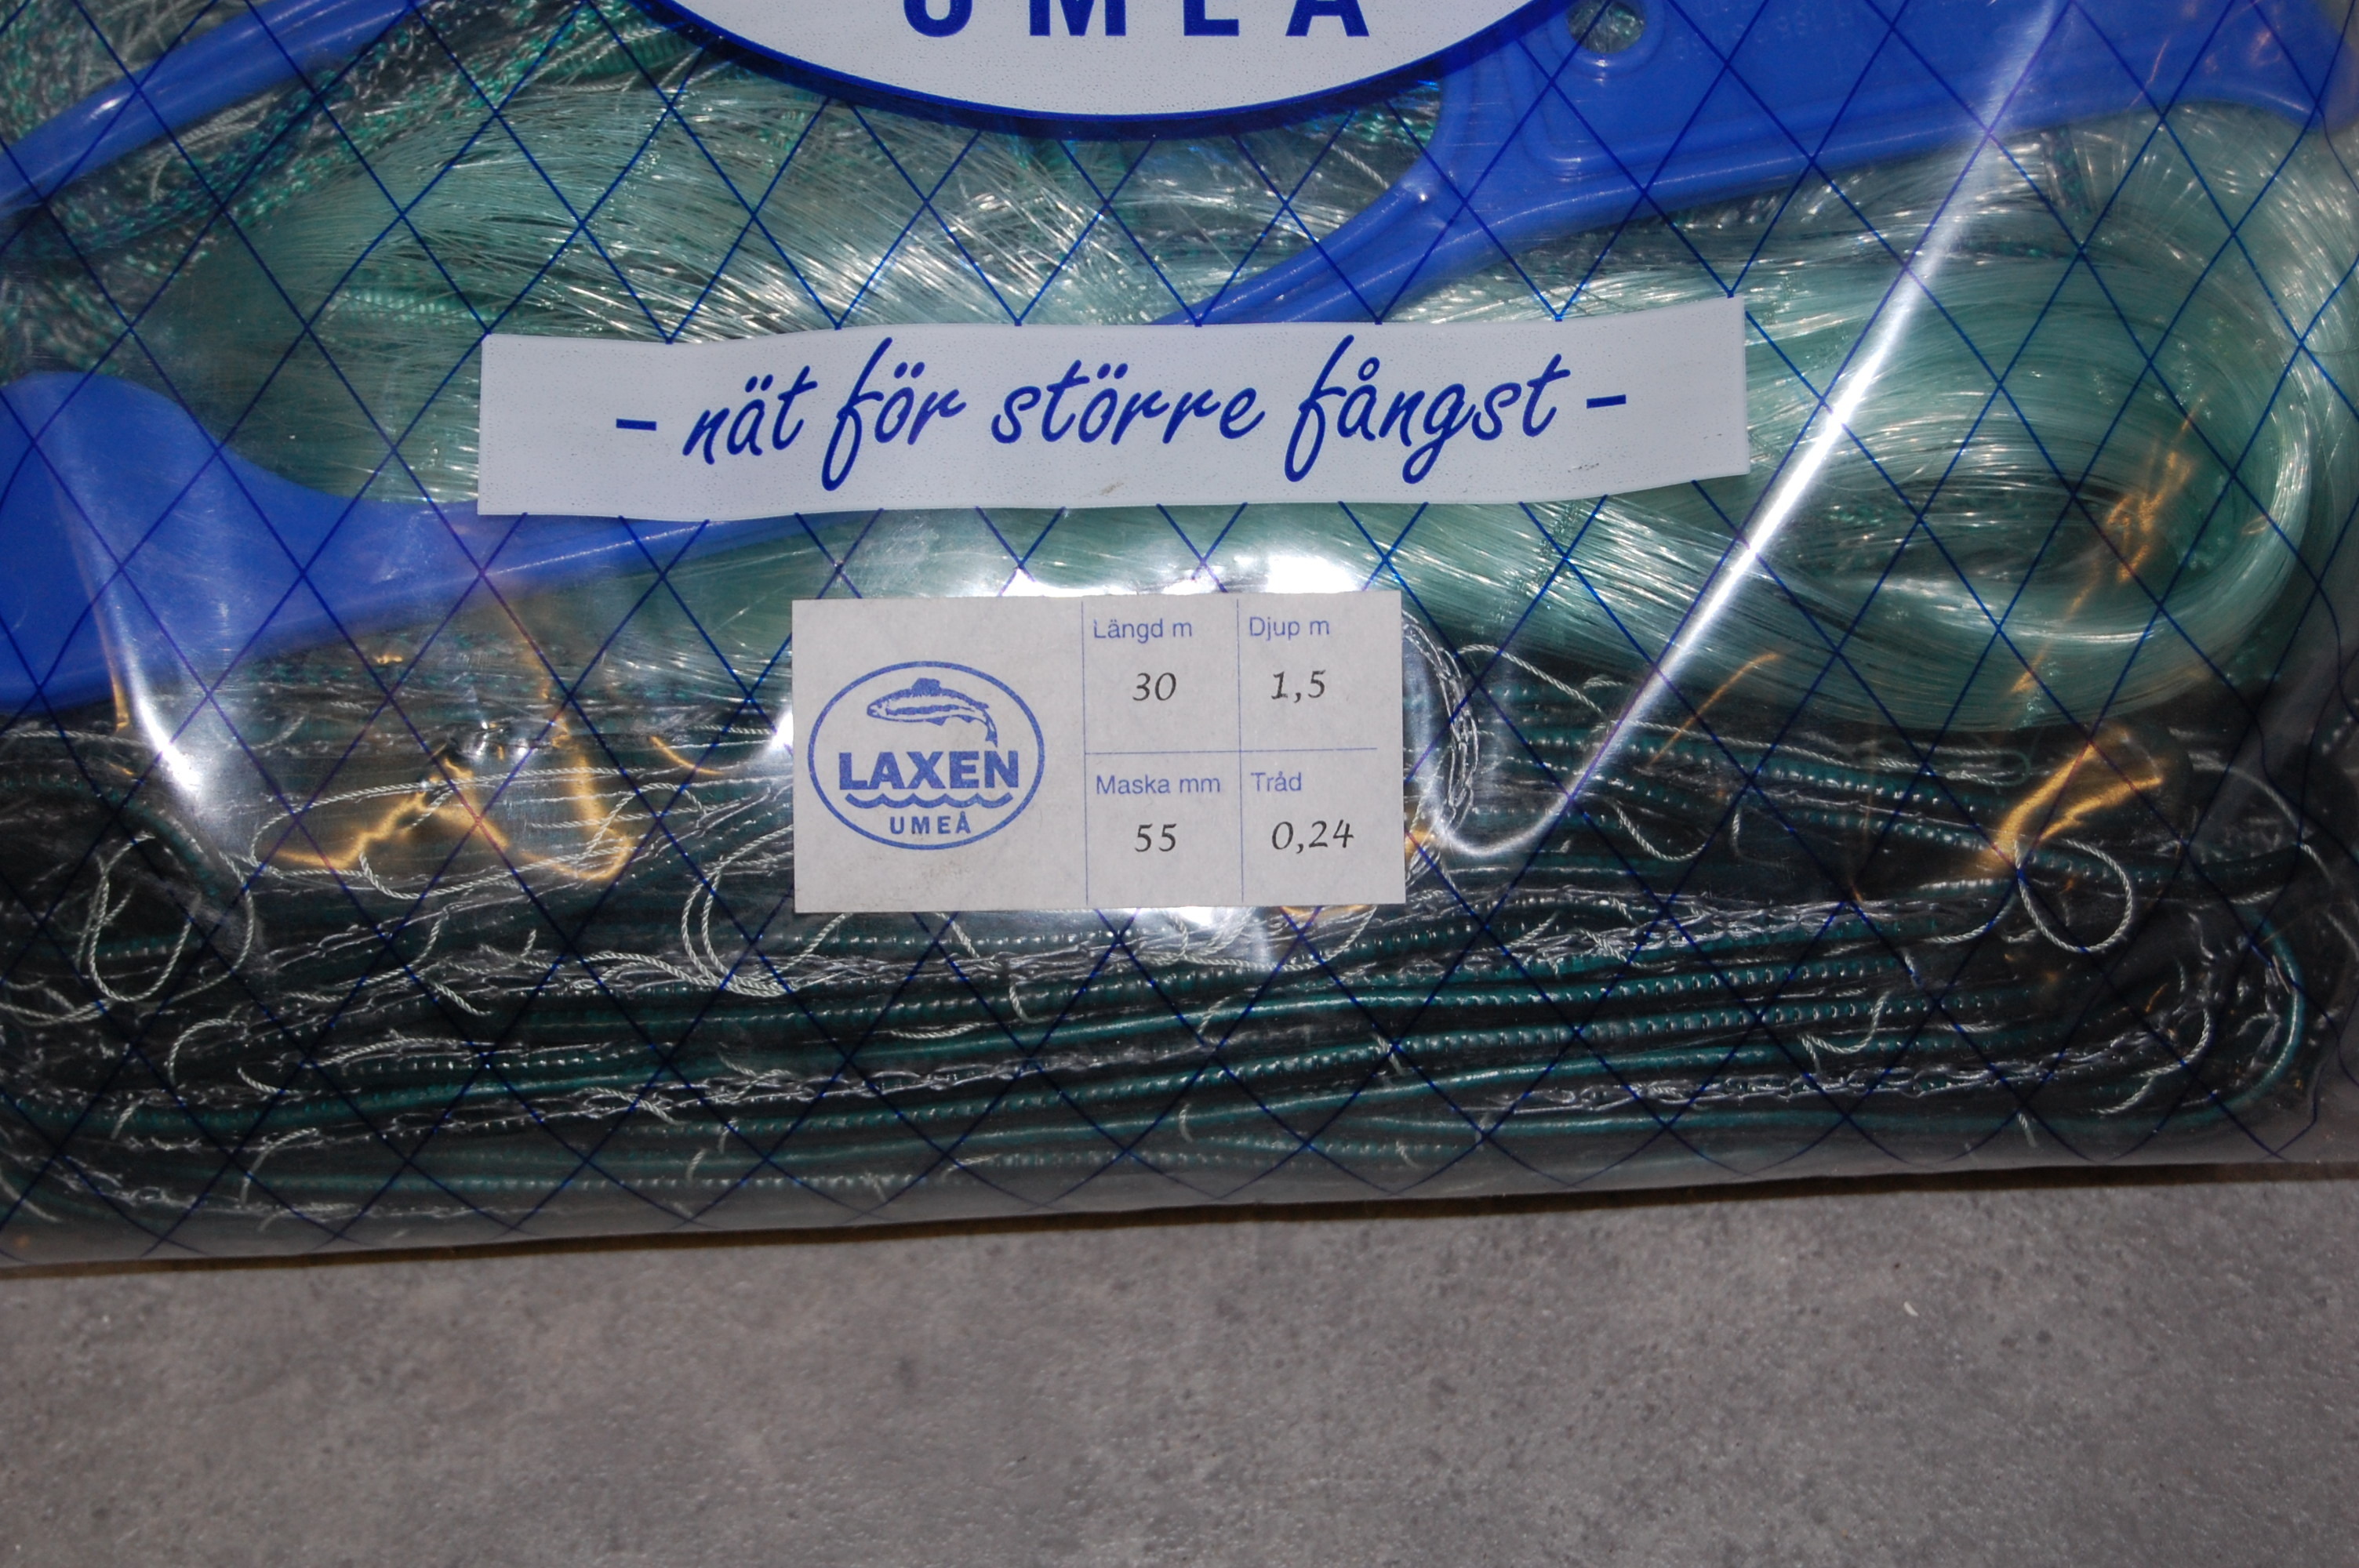 UMEÅ
- nät för större fångst -
Längd m
30
Djup m
1,5
LAXEN
UMEÅ
Maska mm
55
Tråd
0,24